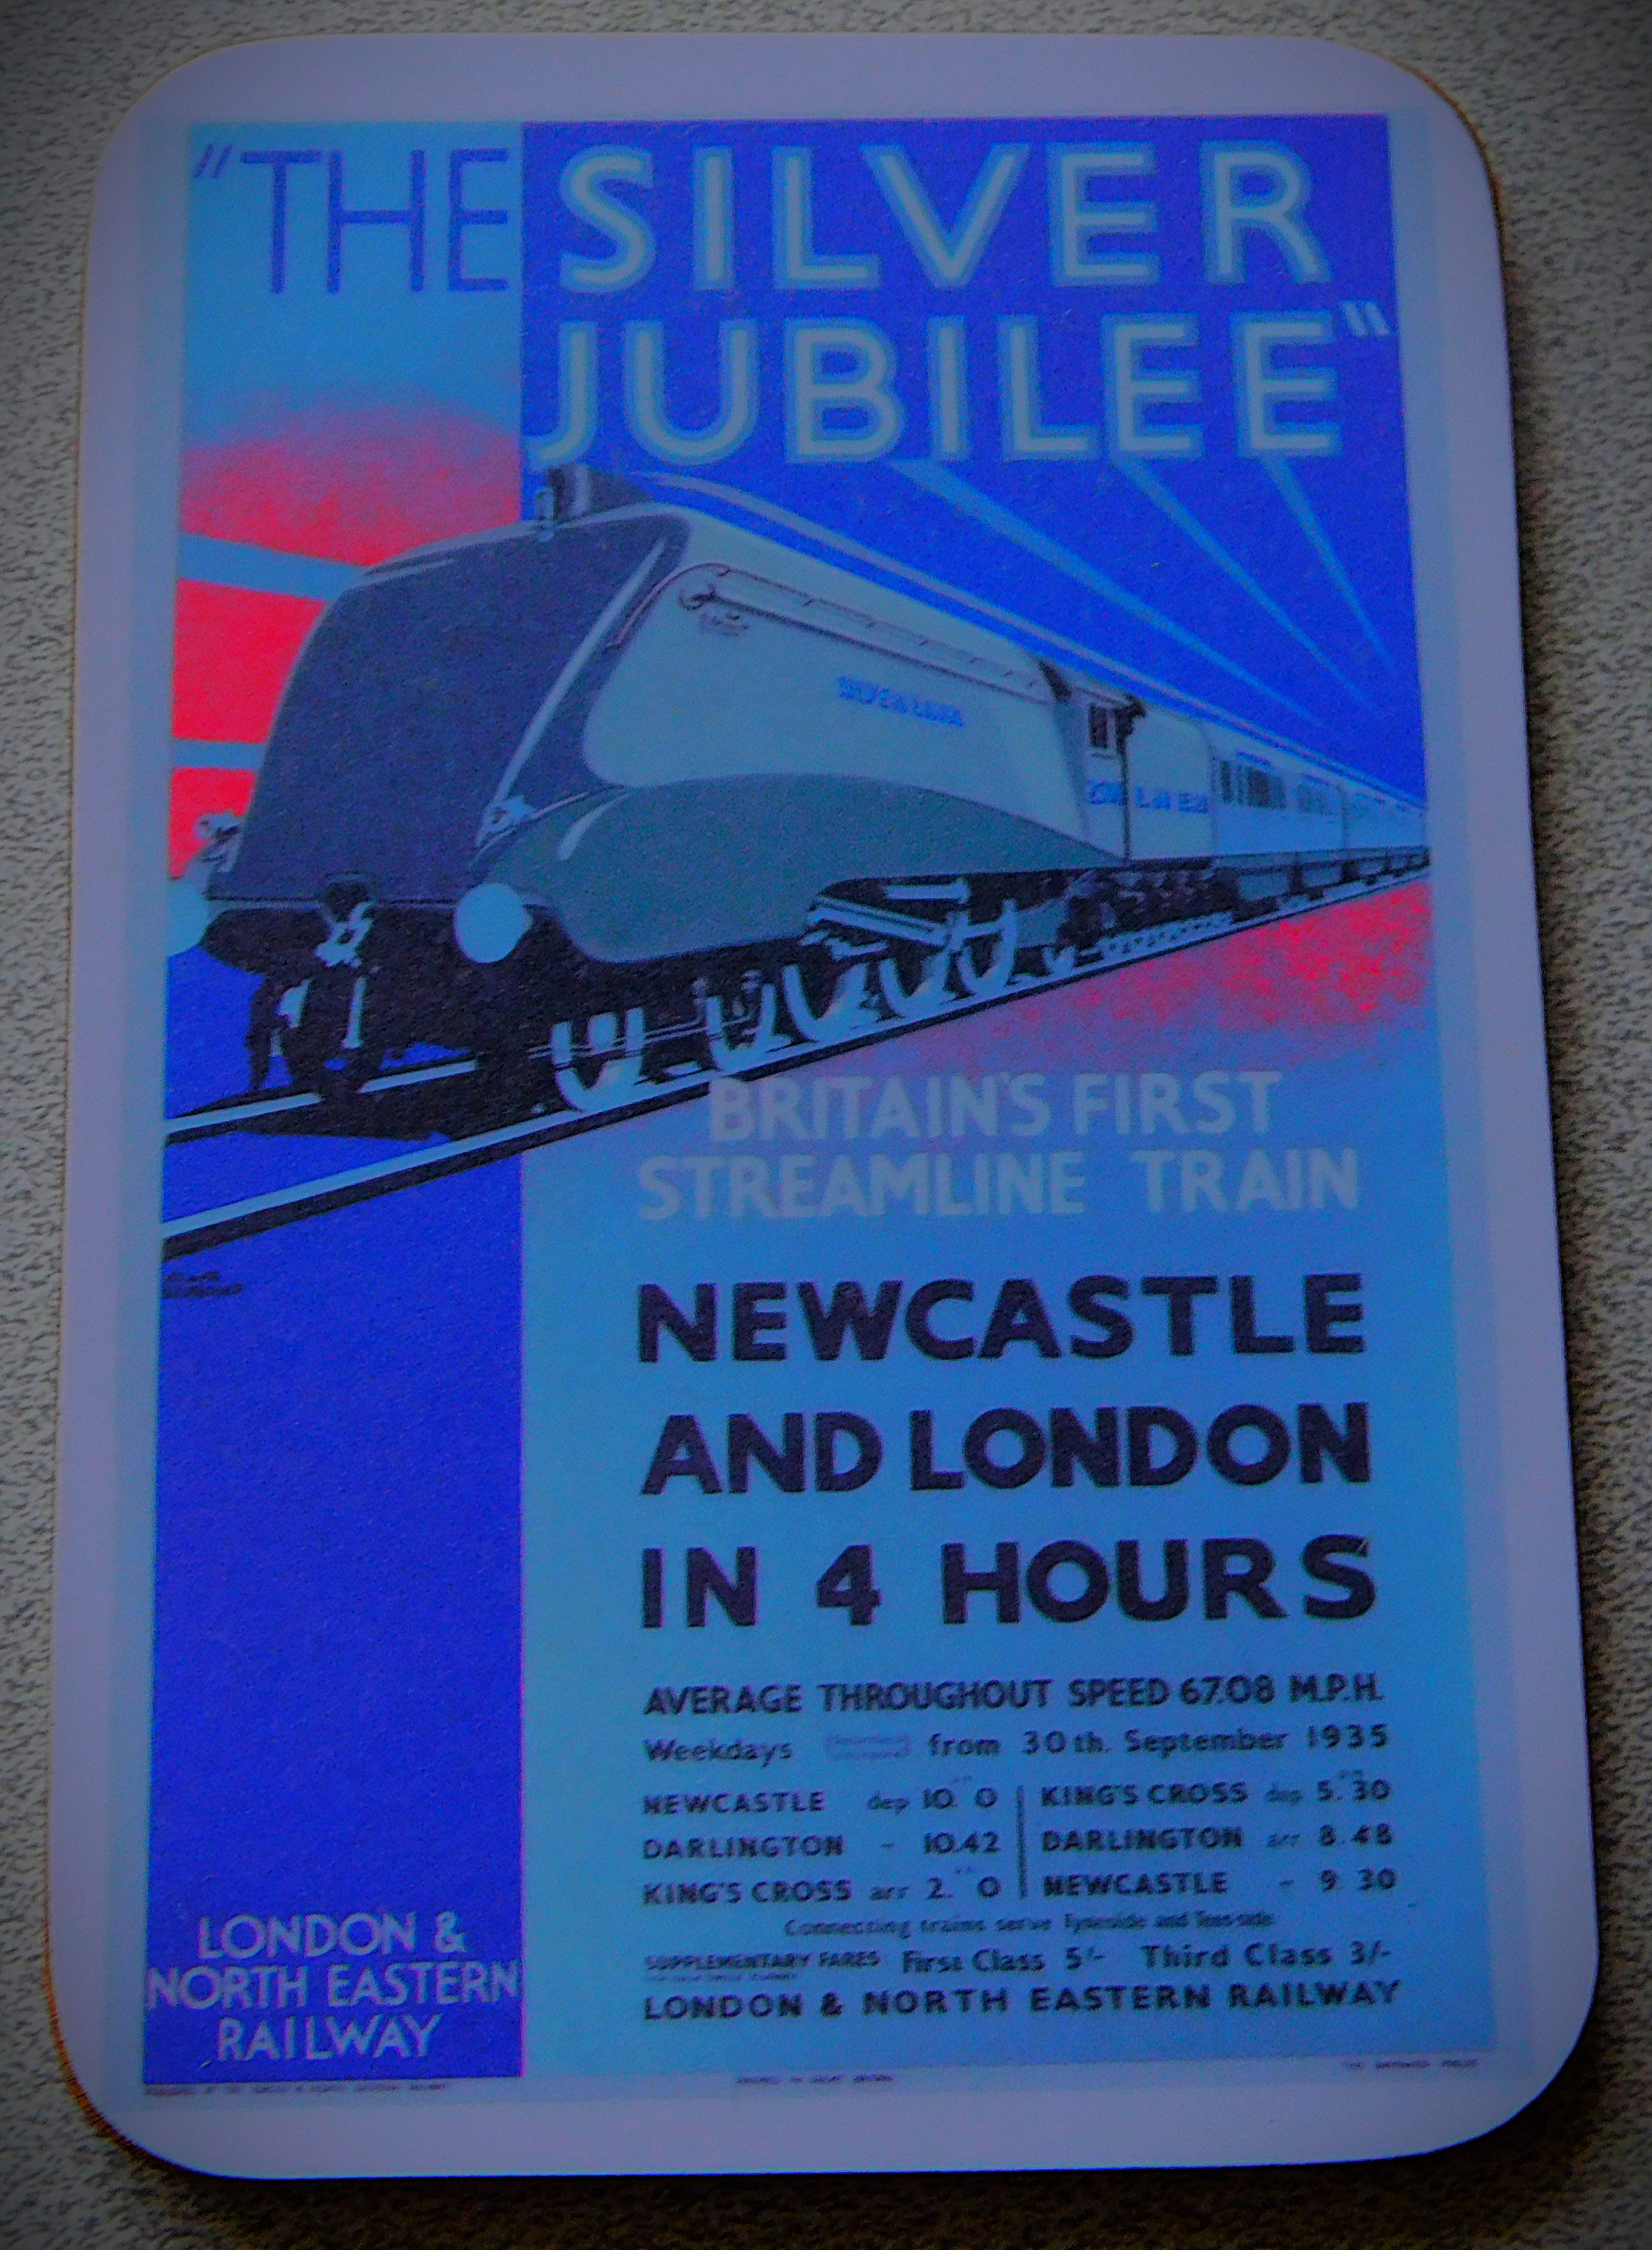 "THE SILVER
JUBILEE"
BRITAIN'S FIRST
STREAMLINE TRAIN
NEWCASTLE
AND LONDON
IN 4 HOURS
AVERAGE THROUGHOUT SPEED 67.08 M.P.H.
Weekdays from 30th. September 1935
NEWCASTLE dep 10. 0 | KING'S CROSS dep 5. 30
DARLINGTON - 10.42 | DARLINGTON arr 8.48
KING'S CROSS arr 2. 0 | NEWCASTLE - 9 30
Connecting trains serve Tyneside and Tees-side
SUPPLEMENTARY FARES First Class 5/- Third Class 3/-
LONDON & NORTH EASTERN RAILWAY
LONDON &
NORTH EASTERN
RAILWAY